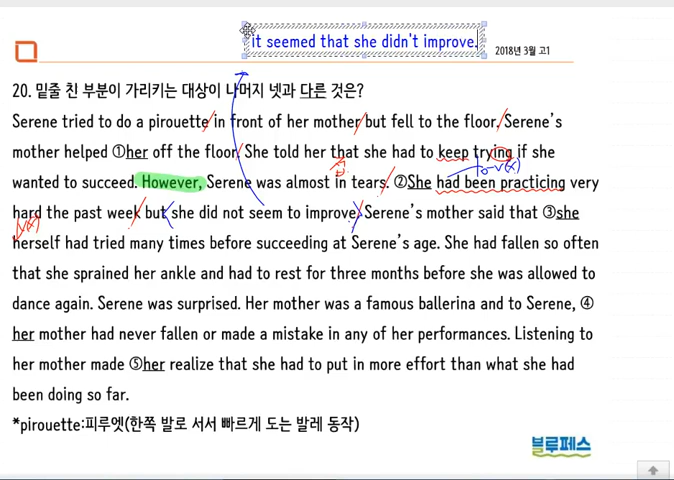 it seemed that she didn't improve.
2018년 3월 고1
20. 밑줄 친 부분이 가리키는 대상이 나머지 넷과 다른 것은?
Serene tried to do a pirouette in front of her mother but fell to the floor. Serene's
mother helped ①her off the floor. She told her that she had to keep trying if she
to-v(x)
wanted to succeed. However, Serene was almost in tears. ②She had been practicing very
hard the past week but she did not seem to improve. Serene's mother said that ③she
herself had tried many times before succeeding at Serene's age. She had fallen so often
that she sprained her ankle and had to rest for three months before she was allowed to
dance again. Serene was surprised. Her mother was a famous ballerina and to Serene, ④
her mother had never fallen or made a mistake in any of her performances. Listening to
her mother made ⑤her realize that she had to put in more effort than what she had
been doing so far.
*pirouette:피루엣(한쪽 발로 서서 빠르게 도는 발레 동작)
블루페스